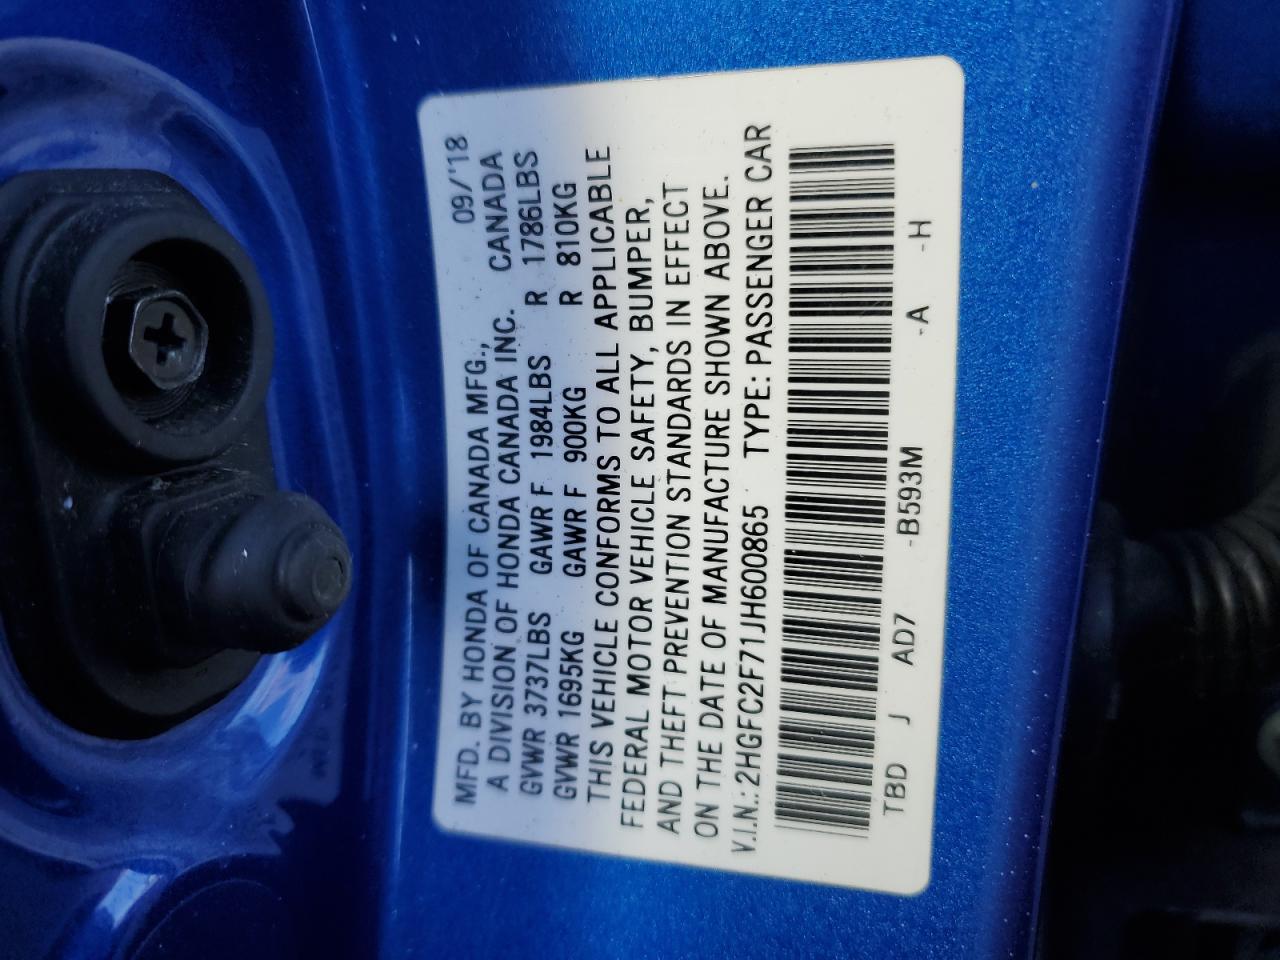 MFD. BY HONDA OF CANADA MFG., 09/'18
A DIVISION OF HONDA CANADA INC. CANADA
GVWR 3737LBS GAWR F 1984LBS R 1786LBS
GVWR 1695KG GAWR F 900KG R 810KG
THIS VEHICLE CONFORMS TO ALL APPLICABLE
FEDERAL MOTOR VEHICLE SAFETY, BUMPER,
AND THEFT PREVENTION STANDARDS IN EFFECT
ON THE DATE OF MANUFACTURE SHOWN ABOVE.
V.I.N.: 2HGFC2F71JH600865 TYPE: PASSENGER CAR
TBD J AD7 -B593M -A -H